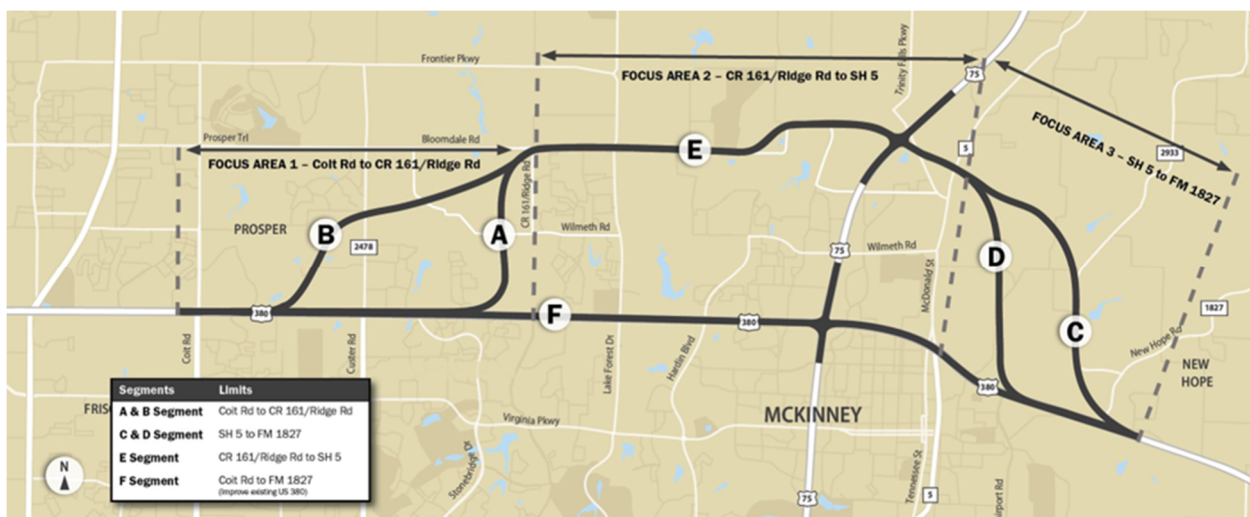 Frontier Pkwy
Trinity Falls Pkwy
75
FOCUS AREA 2 – CR 161/Ridge Rd to SH 5
FOCUS AREA 3 – SH 5 to FM 1827
Prosper Trl
Bloomdale Rd
E
5
2933
FOCUS AREA 1 – Coit Rd to CR 161/Ridge Rd
CR 161/Ridge Rd
PROSPER
B
2478
A
Wilmeth Rd
75
Wilmeth Rd
D
McDonald St
380
F
380
C
1827
New Hope Rd
NEW
HOPE
Coit Rd
Custer Rd
Lake Forest Dr
Hardin Blvd
380
Segments Limits
A & B Segment Coit Rd to CR 161/Ridge Rd
C & D Segment SH 5 to FM 1827
E Segment CR 161/Ridge Rd to SH 5
F Segment Coit Rd to FM 1827
(Improve existing US 380)
FRIS
Virginia Pkwy
MCKINNEY
Stonebridge Dr
Tennessee St
N
75
5
irport Rd